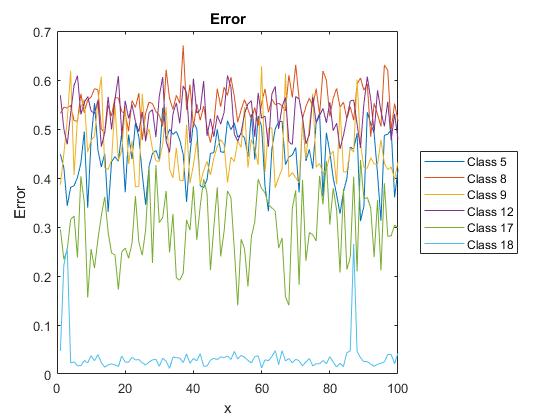 Error
0.7
0.6
0.5
0.4
0.3
0.2
0.1
0
Error
0 20 40 60 80 100
x
Class 5
Class 8
Class 9
Class 12
Class 17
Class 18